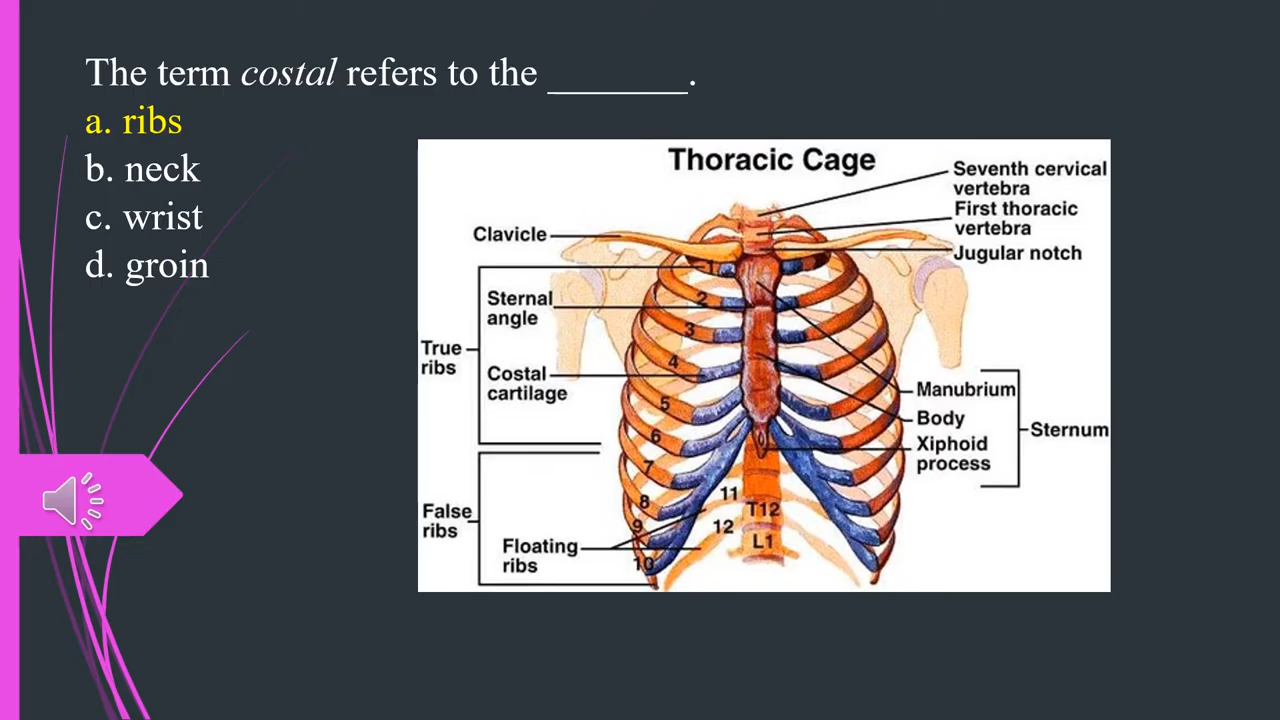 The term costal refers to the _______.
a. ribs
b. neck
c. wrist
d. groin
Thoracic Cage
Seventh cervical
vertebra
First thoracic
vertebra
Jugular notch
Clavicle
Sternal
angle
True
ribs
Costal
cartilage
Manubrium
Body
Xiphoid
process
Sternum
False
ribs
Floating
ribs
1
2
3
4
5
6
7
8
9
10
11
12
T12
L1